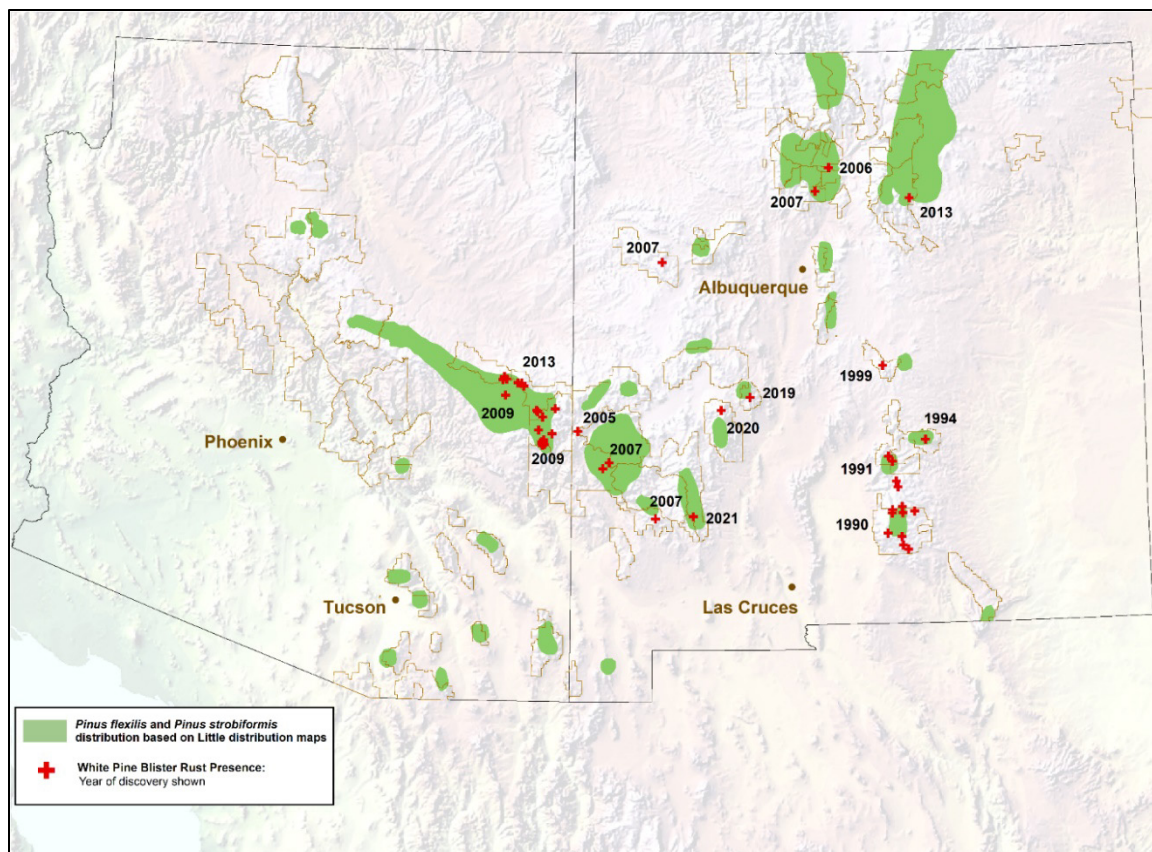 2006
2007
2013
2007
Albuquerque
2013
1999
2019
2009
2005
2020
1994
Phoenix
2009
2007
1991
2007
2021
1990
Tucson
Las Cruces
Pinus flexilis and Pinus strobiformis
distribution based on Little distribution maps
White Pine Blister Rust Presence:
Year of discovery shown